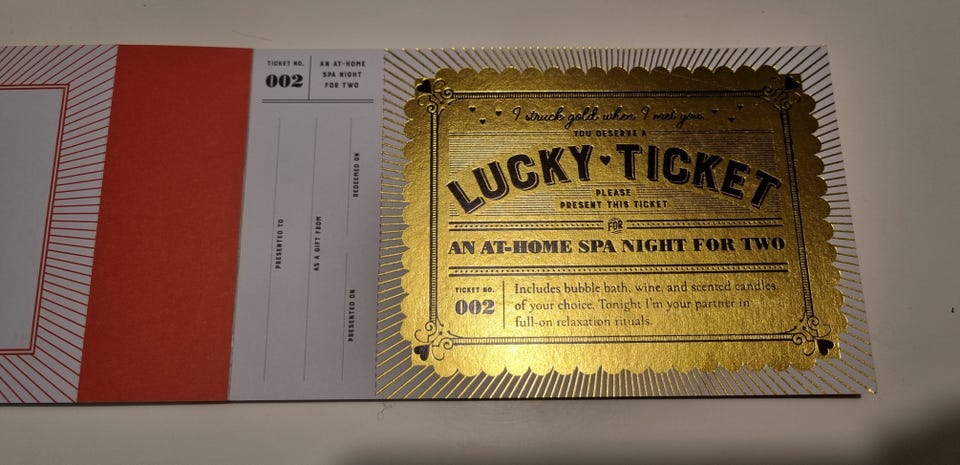 TICKET NO.
002
AN AT-HOME
SPA NIGHT
FOR TWO
PRESENTED TO
AS A GIFT FROM
REDEEMED ON
PRESENTED ON
I struck gold when I met you.
YOU DESERVE A
LUCKY TICKET
PLEASE
PRESENT THIS TICKET
FOR
AN AT-HOME SPA NIGHT FOR TWO
TICKET NO.
002
Includes bubble bath, wine, and scented candles
of your choice. Tonight I'm your partner in
full-on relaxation rituals.